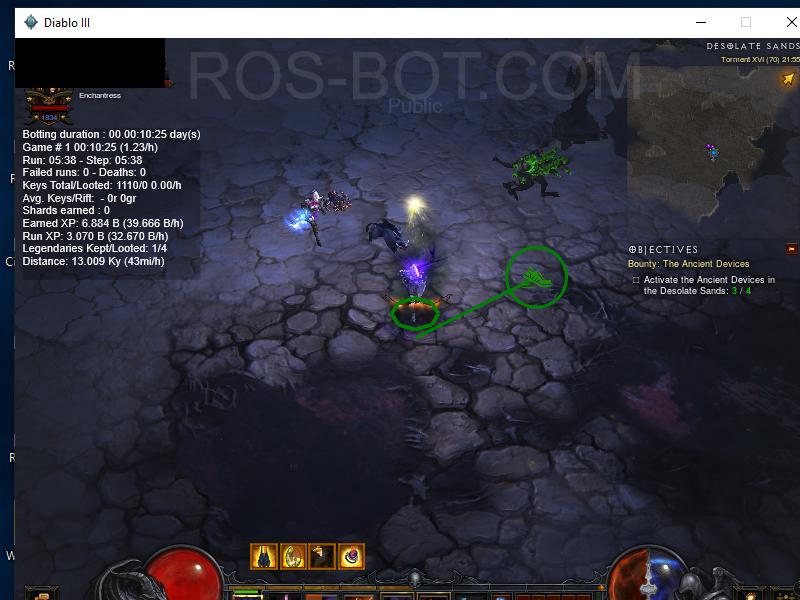 Diablo III
ROS-BOT.COM
Public
DESOLATE SANDS
Torment XVI (70) 21:55
Enchantress
1834
Botting duration : 00.00:10:25 day(s)
Game # 1 00:10:25 (1.23/h)
Run: 05:38 - Step: 05:38
Failed runs: 0 - Deaths: 0
Keys Total/Looted: 1110/0 0.00/h
Avg. Keys/Rift:  - 0r 0gr
Shards earned : 0
Earned XP: 6.884 B (39.666 B/h)
Run XP: 3.070 B (32.670 B/h)
Legendaries Kept/Looted: 1/4
Distance: 13.009 Ky (43mi/h)
OBJECTIVES
Bounty: The Ancient Devices
Activate the Ancient Devices in
the Desolate Sands: 3 / 4
R
R
C
R
W